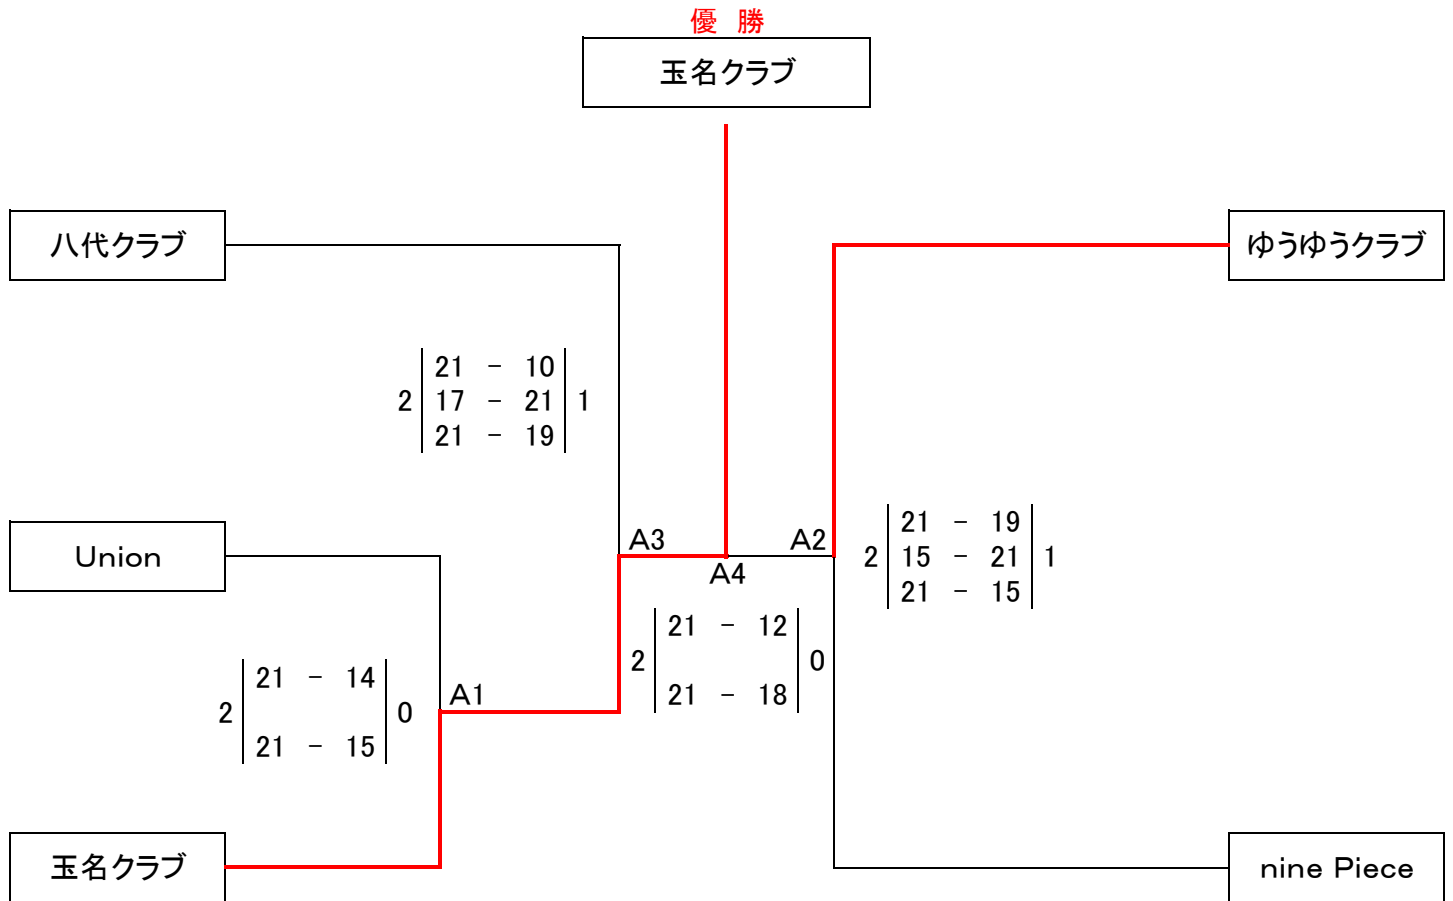 優 勝
玉名クラブ
八代クラブ
ゆうゆうクラブ
21 - 10
2 17 - 21 1
21 - 19
Union
A3
A2
A4
21 - 19
2 15 - 21 1
21 - 15
21 - 12
2 0
21 - 18
A1
21 - 14
2 0
21 - 15
玉名クラブ
nine Piece